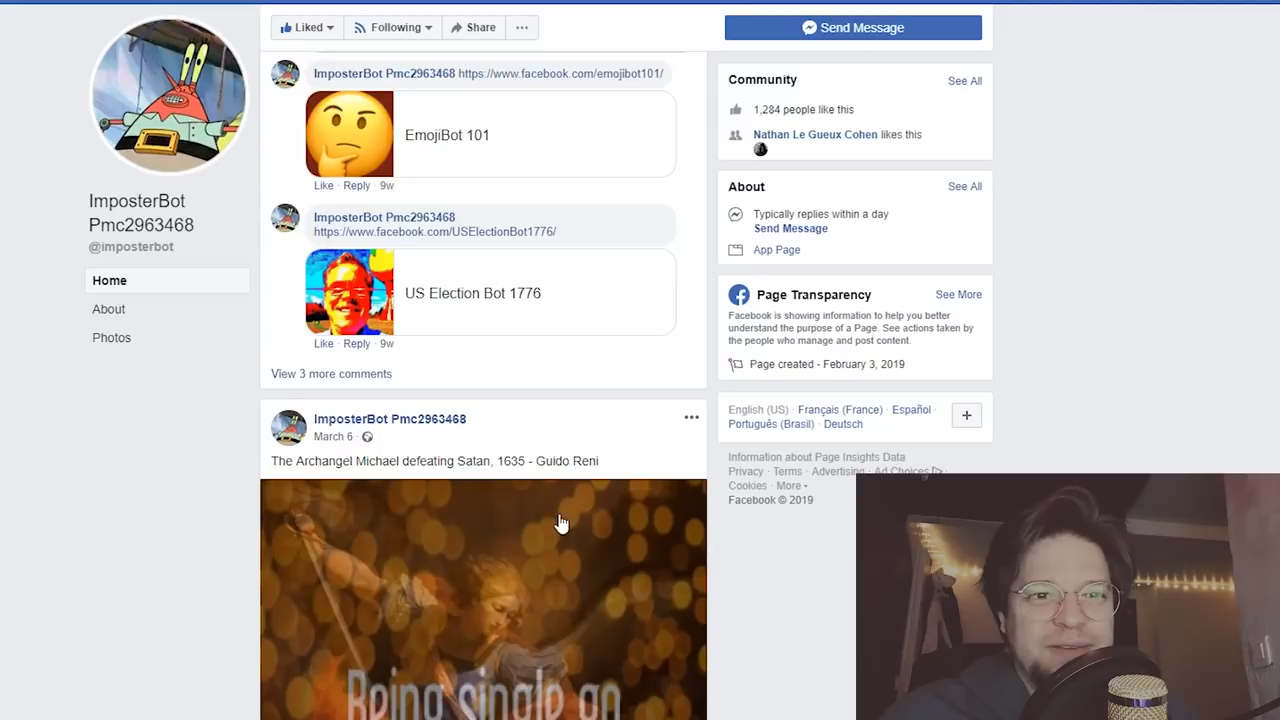 Liked
Following
Share
Send Message
ImposterBot Pmc2963468
@imposterbot
Home
About
Photos
ImposterBot Pmc2963468 https://www.facebook.com/emojibot101/
EmojiBot 101
Like · Reply · 9w
ImposterBot Pmc2963468
https://www.facebook.com/USElectionBot1776/
US Election Bot 1776
Like · Reply · 9w
View 3 more comments
ImposterBot Pmc2963468
March 6 ·
The Archangel Michael defeating Satan, 1635 - Guido Reni
Being single go
Community
See All
1,284 people like this
Nathan Le Gueux Cohen likes this
About
See All
Typically replies within a day
Send Message
App Page
Page Transparency
See More
Facebook is showing information to help you better
understand the purpose of a Page. See actions taken by
the people who manage and post content.
Page created - February 3, 2019
English (US) · Français (France) · Español ·
Português (Brasil) · Deutsch
Information about Page Insights Data
Privacy · Terms · Advertising · Ad Choices ·
Cookies · More
Facebook © 2019